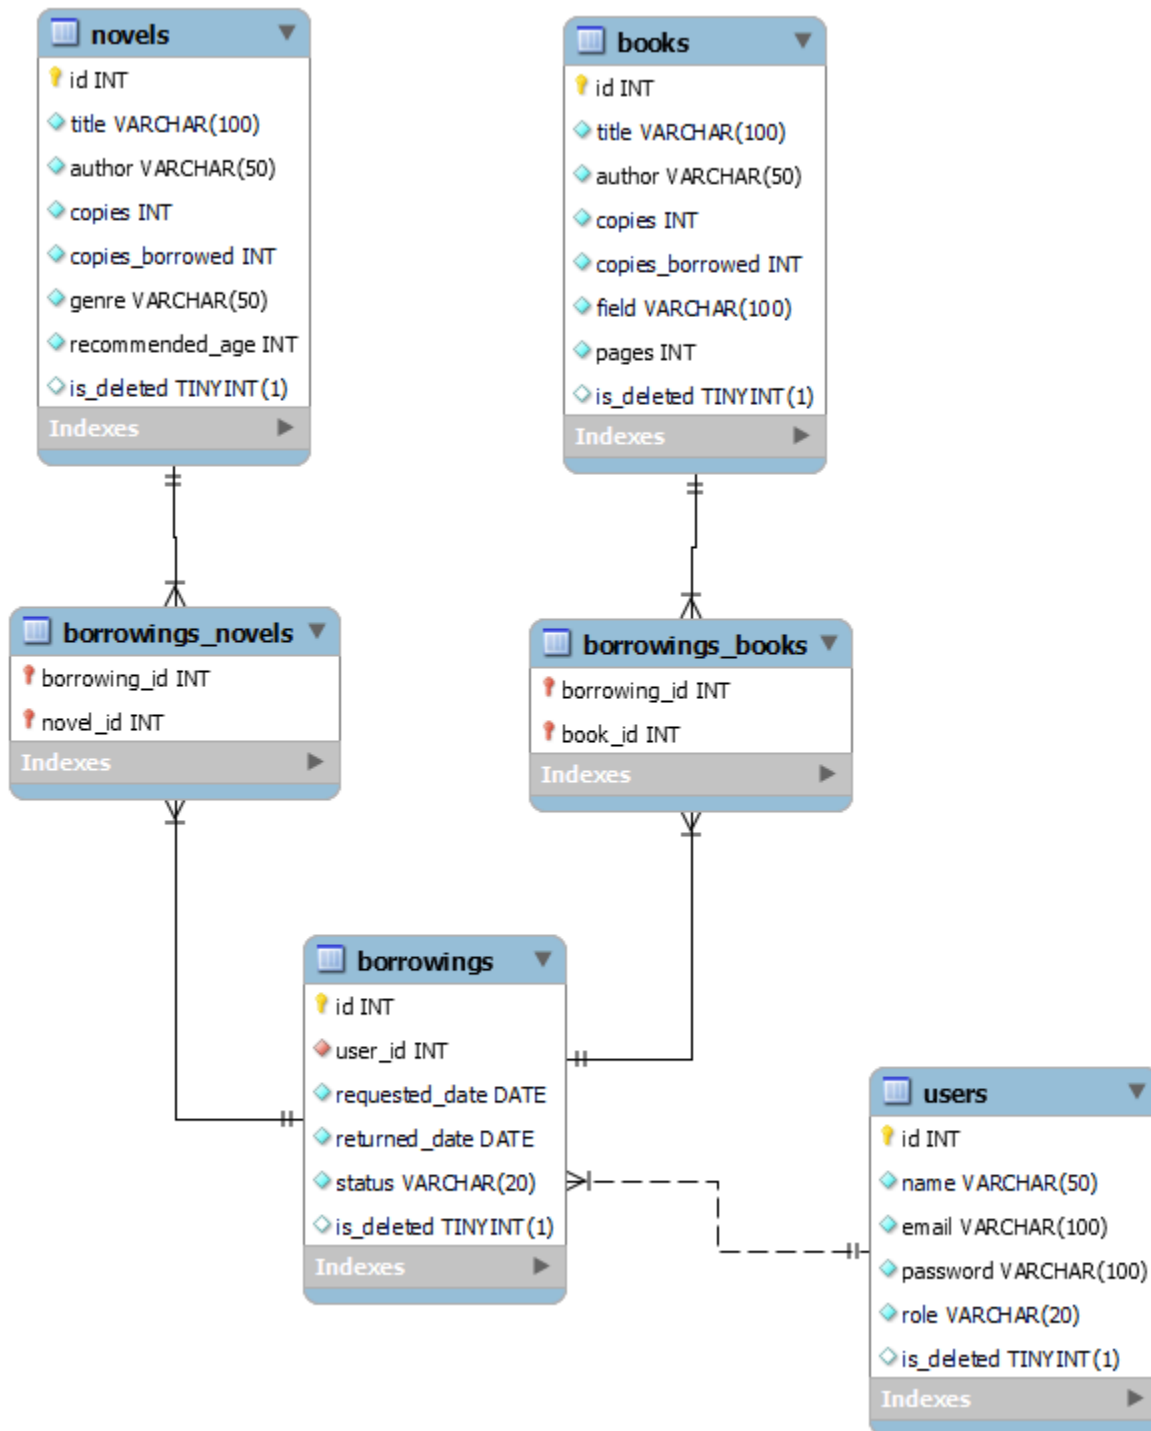 novels
id INT
title VARCHAR(100)
author VARCHAR(50)
copies INT
copies_borrowed INT
genre VARCHAR(50)
recommended_age INT
is_deleted TINYINT(1)
Indexes
books
id INT
title VARCHAR(100)
author VARCHAR(50)
copies INT
copies_borrowed INT
field VARCHAR(100)
pages INT
is_deleted TINYINT(1)
Indexes
borrowings_novels
borrowing_id INT
novel_id INT
Indexes
borrowings_books
borrowing_id INT
book_id INT
Indexes
borrowings
id INT
user_id INT
requested_date DATE
returned_date DATE
status VARCHAR(20)
is_deleted TINYINT(1)
Indexes
users
id INT
name VARCHAR(50)
email VARCHAR(100)
password VARCHAR(100)
role VARCHAR(20)
is_deleted TINYINT(1)
Indexes